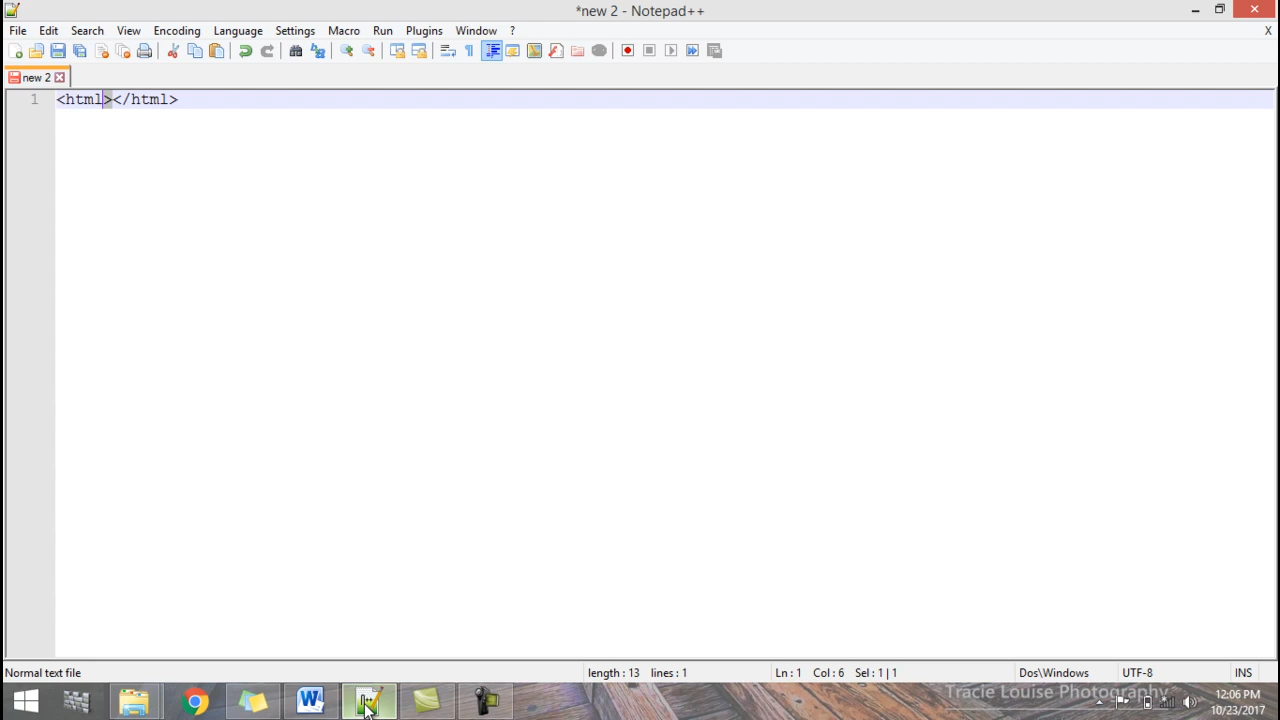 *new 2 - Notepad++
File Edit Search View Encoding Language Settings Macro Run Plugins Window ? X
new 2
1 <html></html>
Normal text file length : 13 lines : 1 Ln : 1 Col : 6 Sel : 1 | 1 Dos\Windows UTF-8 INS
Tracie Louise Photography
12:06 PM
10/23/2017